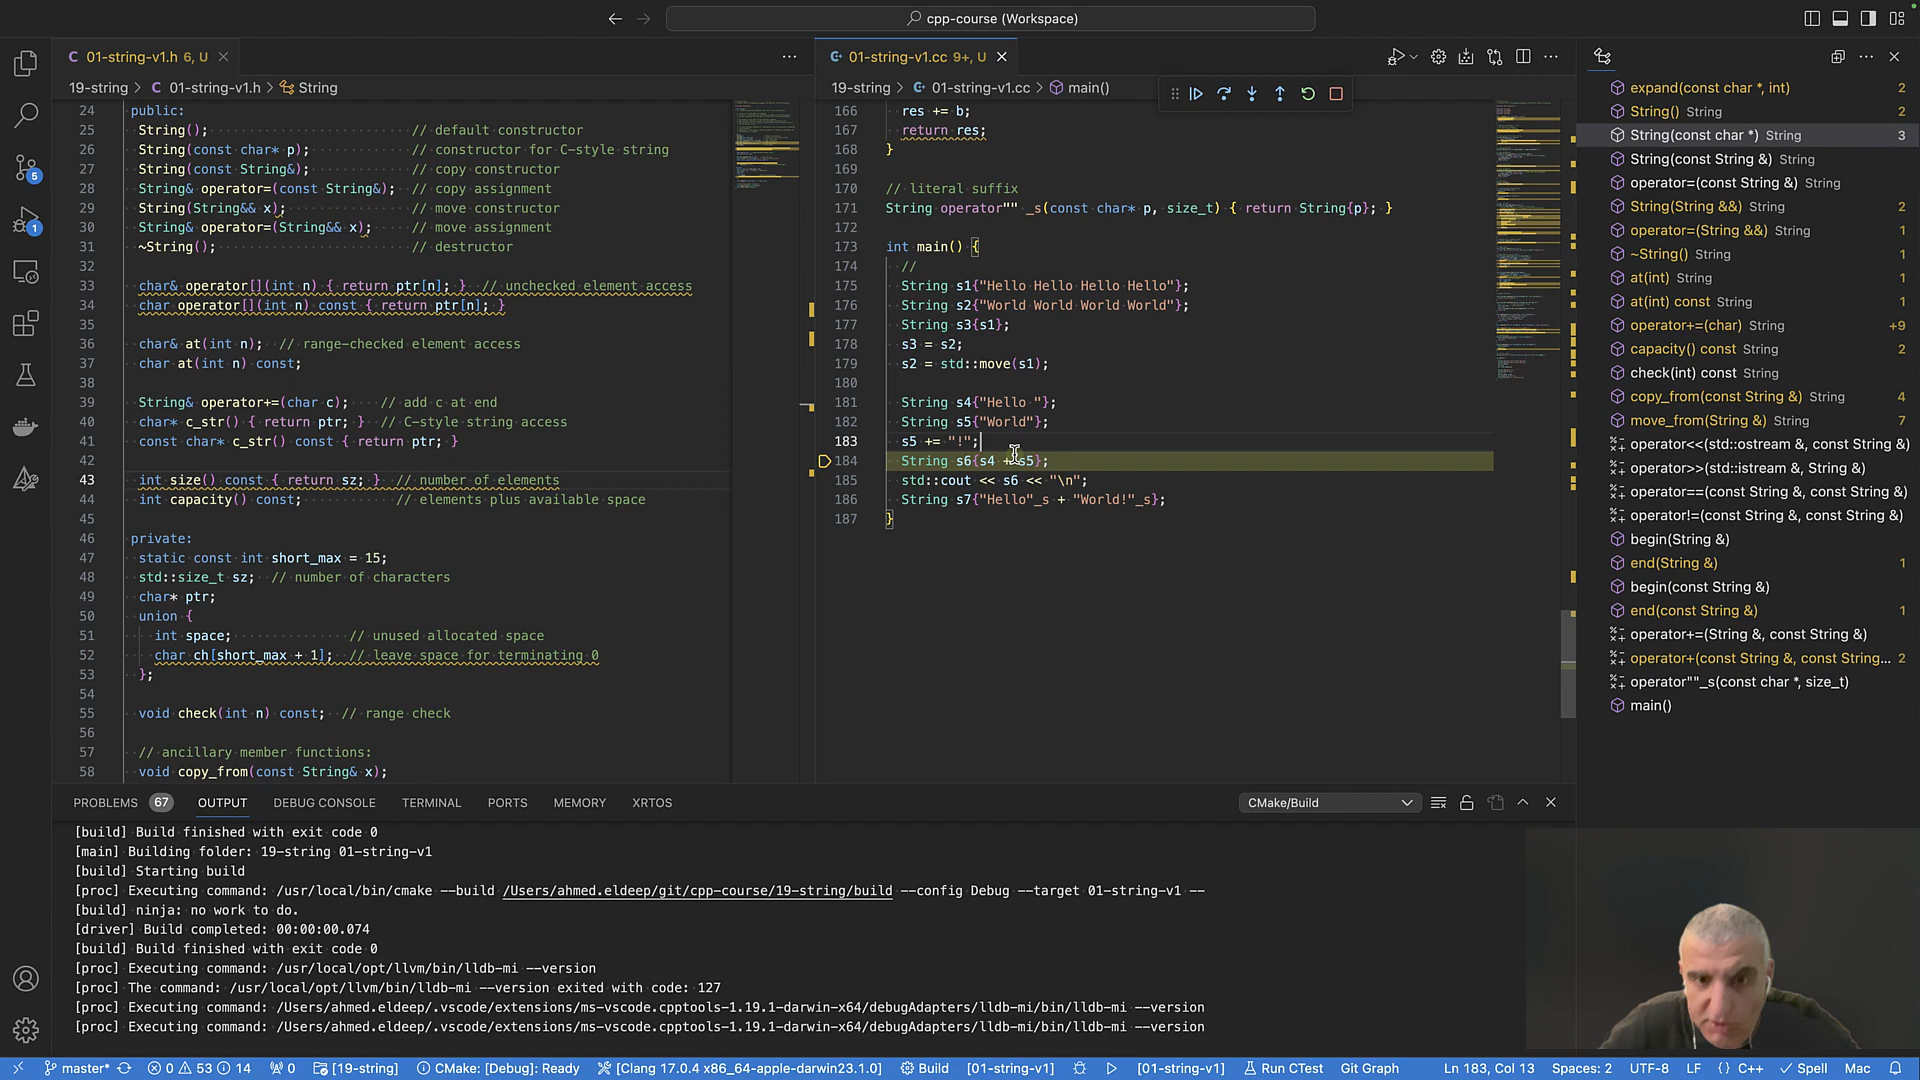 cpp-course (Workspace)
01-string-v1.h 6, U
01-string-v1.cc 9+, U
19-string > 01-string-v1.h > String
19-string > 01-string-v1.cc > main()
24 public:
25 String(); // default constructor
26 String(const char* p); // constructor for C-style string
27 String(const String&); // copy constructor
28 String& operator=(const String&); // copy assignment
29 String(String&& x); // move constructor
30 String& operator=(String&& x); // move assignment
31 ~String(); // destructor
32
33 char& operator[](int n) { return ptr[n]; } // unchecked element access
34 char operator[](int n) const { return ptr[n]; }
35
36 char& at(int n); // range-checked element access
37 char at(int n) const;
38
39 String& operator+=(char c); // add c at end
40 char* c_str() { return ptr; } // C-style string access
41 const char* c_str() const { return ptr; }
42
43 int size() const { return sz; } // number of elements
44 int capacity() const; // elements plus available space
45
46 private:
47 static const int short_max = 15;
48 std::size_t sz; // number of characters
49 char* ptr;
50 union {
51 int space; // unused allocated space
52 char ch[short_max + 1]; // leave space for terminating 0
53 };
54
55 void check(int n) const; // range check
56
57 // ancillary member functions:
58 void copy_from(const String& x);
166 res += b;
167 return res;
168 }
169
170 // literal suffix
171 String operator"" _s(const char* p, size_t) { return String{p}; }
172
173 int main() {
174 //
175 String s1{"Hello Hello Hello Hello"};
176 String s2{"World World World World"};
177 String s3{s1};
178 s3 = s2;
179 s2 = std::move(s1);
180
181 String s4{"Hello "};
182 String s5{"World"};
183 s5 += "!";
184 String s6{s4 + s5};
185 std::cout << s6 << "\n";
186 String s7{"Hello"_s + "World!"_s};
187 }
expand(const char *, int) 2
String() 2
String(const char *) String 3
String(const String &) String
operator=(const String &) String
String(String &&) String 2
operator=(String &&) String 1
~String() String 1
at(int) String 1
at(int) const String 1
operator+=(char) String +9
capacity() const String 2
check(int) const String
copy_from(const String &) String 4
move_from(String &) String 7
operator<<(std::ostream &, const String &)
operator>>(std::istream &, String &)
operator==(const String &, const String &)
operator!=(const String &, const String &)
begin(String &)
end(String &) 1
begin(const String &)
end(const String &) 1
operator+=(String &, const String &)
operator+(const String &, const String... 2
operator""_s(const char *, size_t)
main()
5
1
PROBLEMS 67 OUTPUT DEBUG CONSOLE TERMINAL PORTS MEMORY XRTOS
CMake/Build
[build] Build finished with exit code 0
[main] Building folder: 19-string 01-string-v1
[build] Starting build
[proc] Executing command: /usr/local/bin/cmake --build /Users/ahmed.eldeep/git/cpp-course/19-string/build --config Debug --target 01-string-v1 --
[build] ninja: no work to do.
[driver] Build completed: 00:00:00.074
[build] Build finished with exit code 0
[proc] Executing command: /usr/local/opt/llvm/bin/lldb-mi --version
[proc] The command: /usr/local/opt/llvm/bin/lldb-mi --version exited with code: 127
[proc] Executing command: /Users/ahmed.eldeep/.vscode/extensions/ms-vscode.cpptools-1.19.1-darwin-x64/debugAdapters/lldb-mi/bin/lldb-mi --version
[proc] Executing command: /Users/ahmed.eldeep/.vscode/extensions/ms-vscode.cpptools-1.19.1-darwin-x64/debugAdapters/lldb-mi/bin/lldb-mi --version
master* 0 53 14 0 [19-string] CMake: [Debug]: Ready [Clang 17.0.4 x86_64-apple-darwin23.1.0] Build [01-string-v1] [01-string-v1] Run CTest Git Graph Ln 183, Col 13 Spaces: 2 UTF-8 LF {} C++ Spell Mac